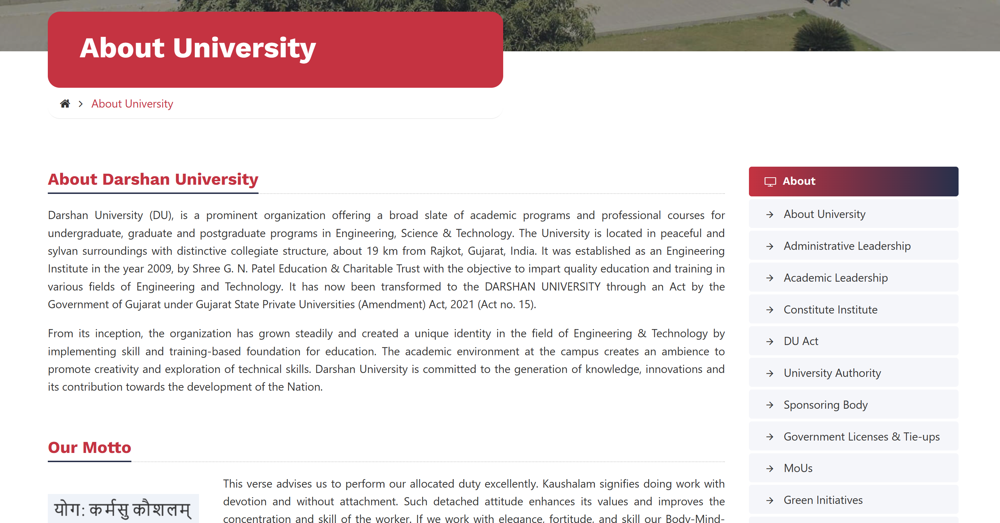 About University
About University
About Darshan University
Darshan University (DU), is a prominent organization offering a broad slate of academic programs and professional courses for
undergraduate, graduate and postgraduate programs in Engineering, Science & Technology. The University is located in peaceful and
sylvan surroundings with distinctive collegiate structure, about 19 km from Rajkot, Gujarat, India. It was established as an Engineering
Institute in the year 2009, by Shree G. N. Patel Education & Charitable Trust with the objective to impart quality education and training in
various fields of Engineering and Technology. It has now been transformed to the DARSHAN UNIVERSITY through an Act by the
Government of Gujarat under Gujarat State Private Universities (Amendment) Act, 2021 (Act no. 15).
From its inception, the organization has grown steadily and created a unique identity in the field of Engineering & Technology by
implementing skill and training-based foundation for education. The academic environment at the campus creates an ambience to
promote creativity and exploration of technical skills. Darshan University is committed to the generation of knowledge, innovations and
its contribution towards the development of the Nation.
Our Motto
योग: कर्मसु कौशलम्
This verse advises us to perform our allocated duty excellently. Kaushalam signifies doing work with
devotion and without attachment. Such detached attitude enhances its values and improves the
concentration and skill of the worker. If we work with elegance, fortitude, and skill our Body-Mind-
About
About University
Administrative Leadership
Academic Leadership
Constitute Institute
DU Act
University Authority
Sponsoring Body
Government Licenses & Tie-ups
MoUs
Green Initiatives